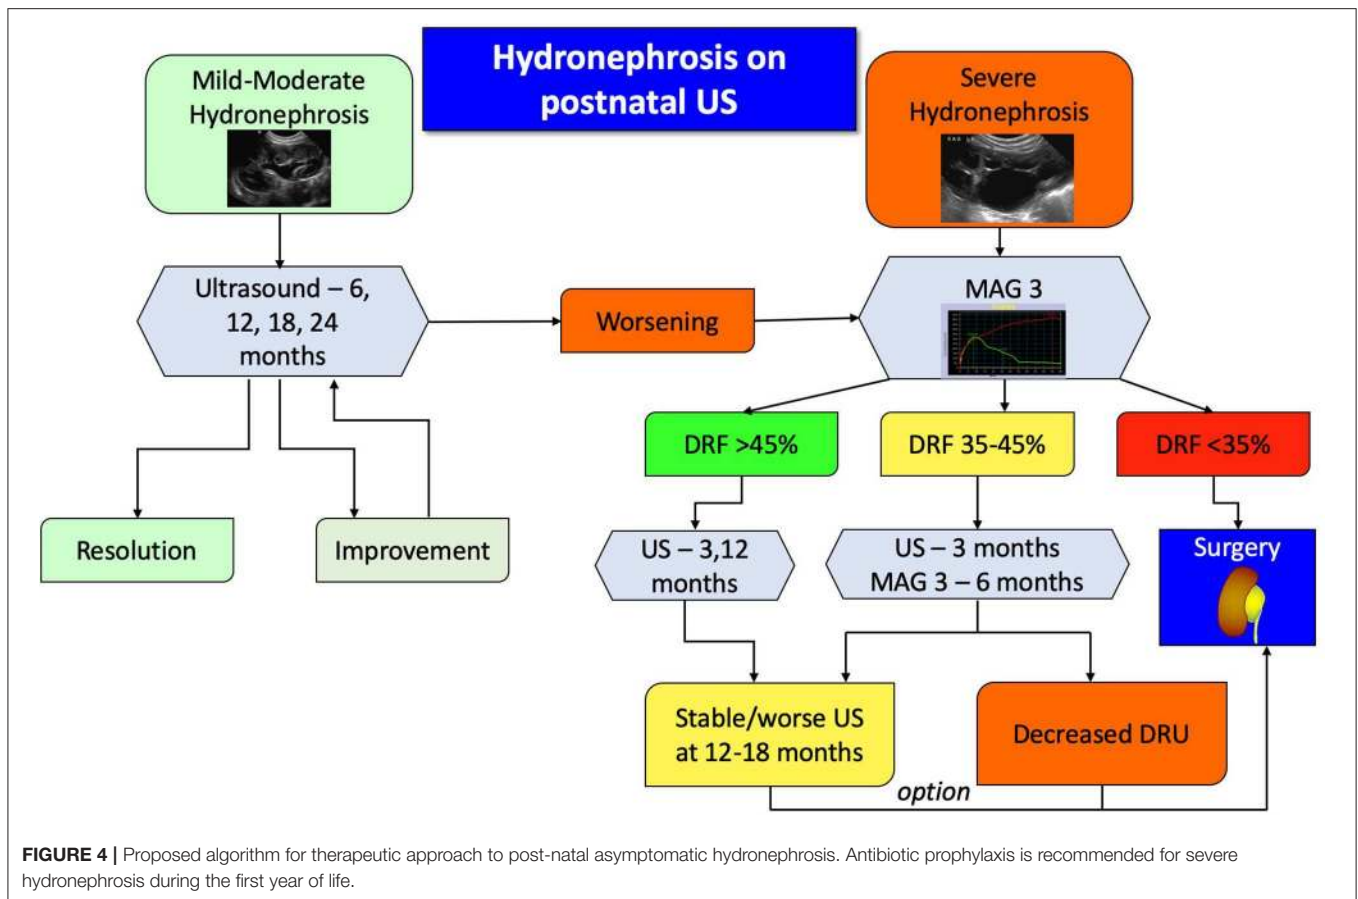 Hydronephrosis on
postnatal US
Mild-Moderate
Hydronephrosis
Severe
Hydronephrosis
Ultrasound – 6,
12, 18, 24
months
Worsening
MAG 3
DRF >45%
DRF 35-45%
DRF <35%
Resolution
Improvement
US – 3,12
months
US – 3 months
MAG 3 – 6 months
Surgery
Stable/worse US
at 12-18 months
Decreased DRU
option
FIGURE 4 | Proposed algorithm for therapeutic approach to post-natal asymptomatic hydronephrosis. Antibiotic prophylaxis is recommended for severe
hydronephrosis during the first year of life.